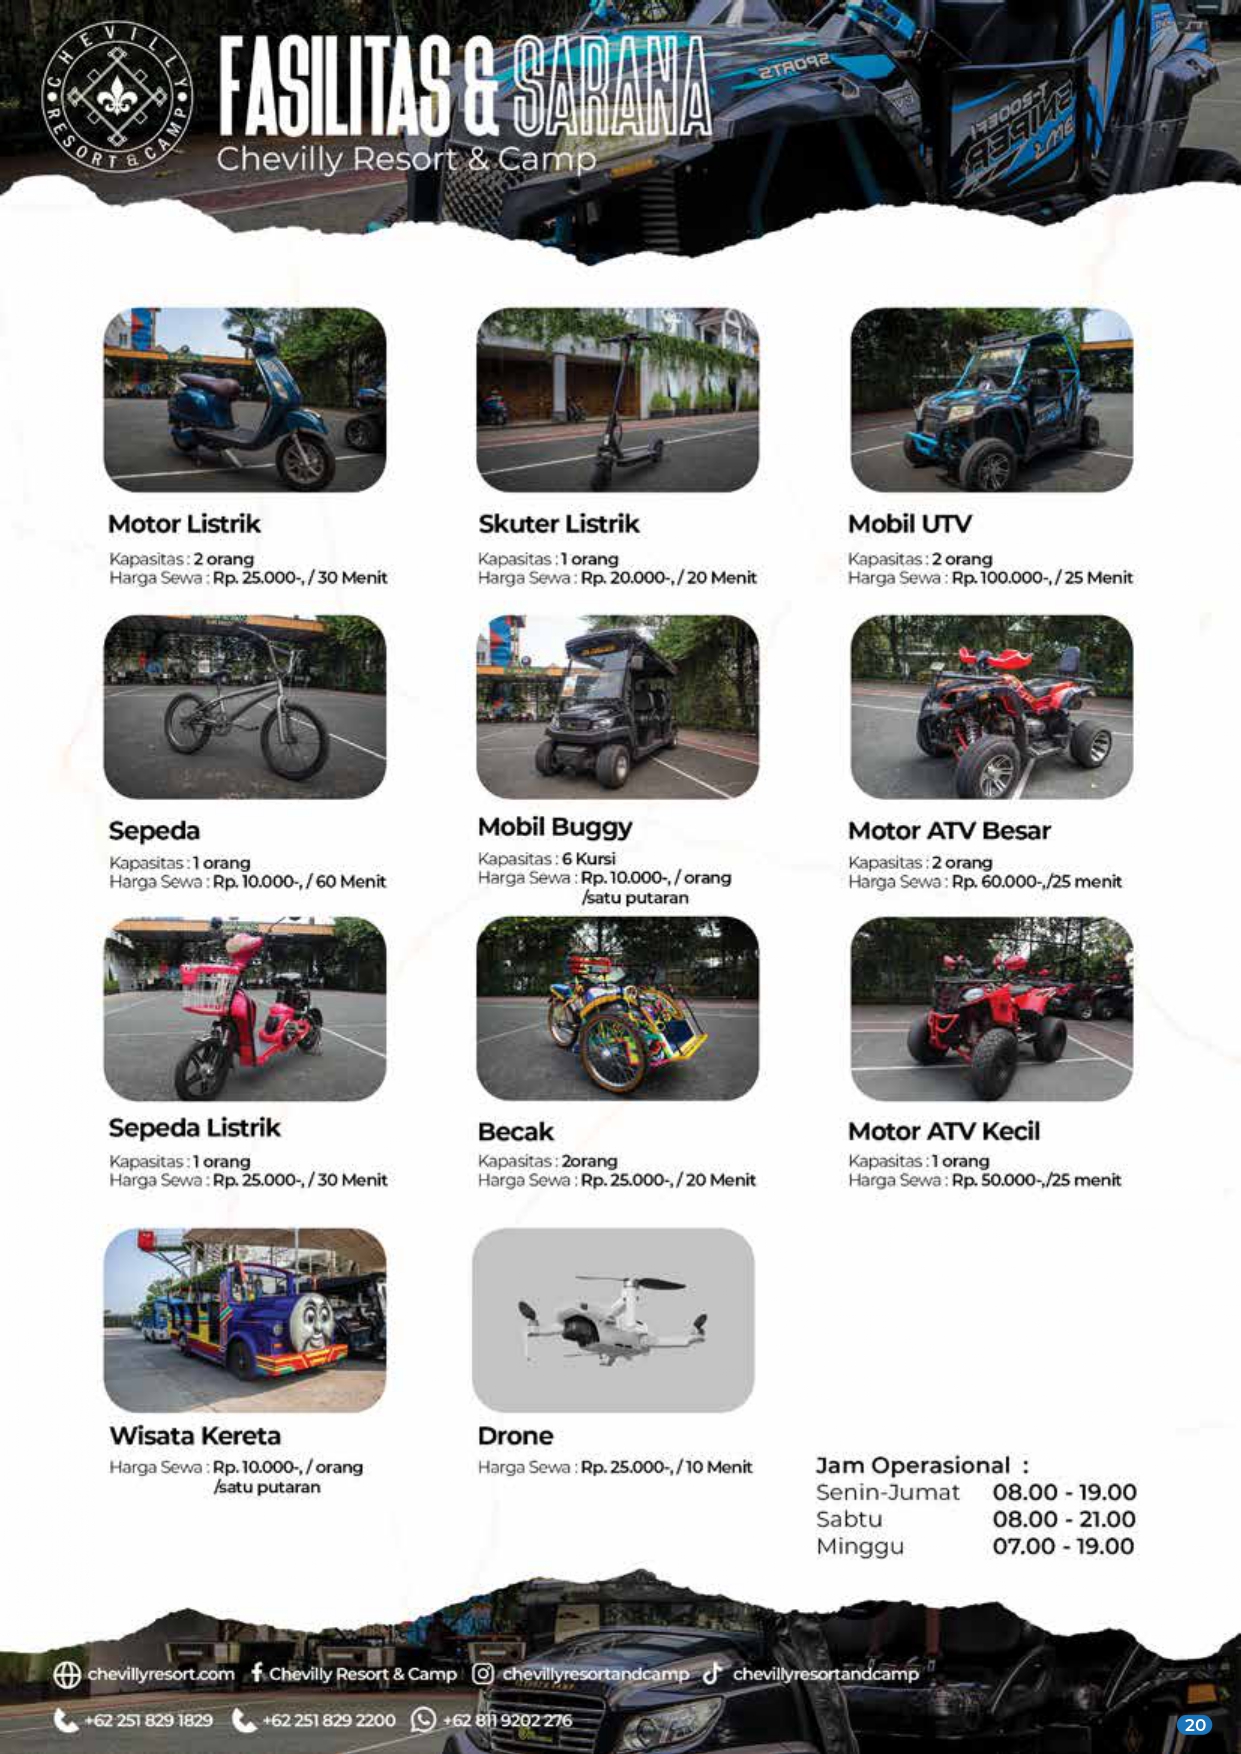 CHEVILLY
RESORT & CAMP
FASILITAS & SARANA
Chevilly Resort & Camp
SPORTS
Motor Listrik
Kapasitas : 2 orang
Harga Sewa : Rp. 25.000-, / 30 Menit
Skuter Listrik
Kapasitas : 1 orang
Harga Sewa : Rp. 20.000-, / 20 Menit
Mobil UTV
Kapasitas : 2 orang
Harga Sewa : Rp. 100.000-, / 25 Menit
Sepeda
Kapasitas : 1 orang
Harga Sewa : Rp. 10.000-, / 60 Menit
Mobil Buggy
Kapasitas : 6 Kursi
Harga Sewa : Rp. 10.000-, / orang
/satu putaran
Motor ATV Besar
Kapasitas : 2 orang
Harga Sewa : Rp. 60.000-,/25 menit
Sepeda Listrik
Kapasitas : 1 orang
Harga Sewa : Rp. 25.000-, / 30 Menit
Becak
Kapasitas : 2orang
Harga Sewa : Rp. 25.000-, / 20 Menit
Motor ATV Kecil
Kapasitas : 1 orang
Harga Sewa : Rp. 50.000-,/25 menit
Wisata Kereta
Harga Sewa : Rp. 10.000-, / orang
/satu putaran
Drone
Harga Sewa : Rp. 25.000-, / 10 Menit
Jam Operasional :
Senin-Jumat 08.00 - 19.00
Sabtu 08.00 - 21.00
Minggu 07.00 - 19.00
chevillyresort.com Chevilly Resort & Camp chevillyresortandcamp chevillyresortandcamp
+62 251 829 1829 +62 251 829 2200 +62 811 9202 276
20